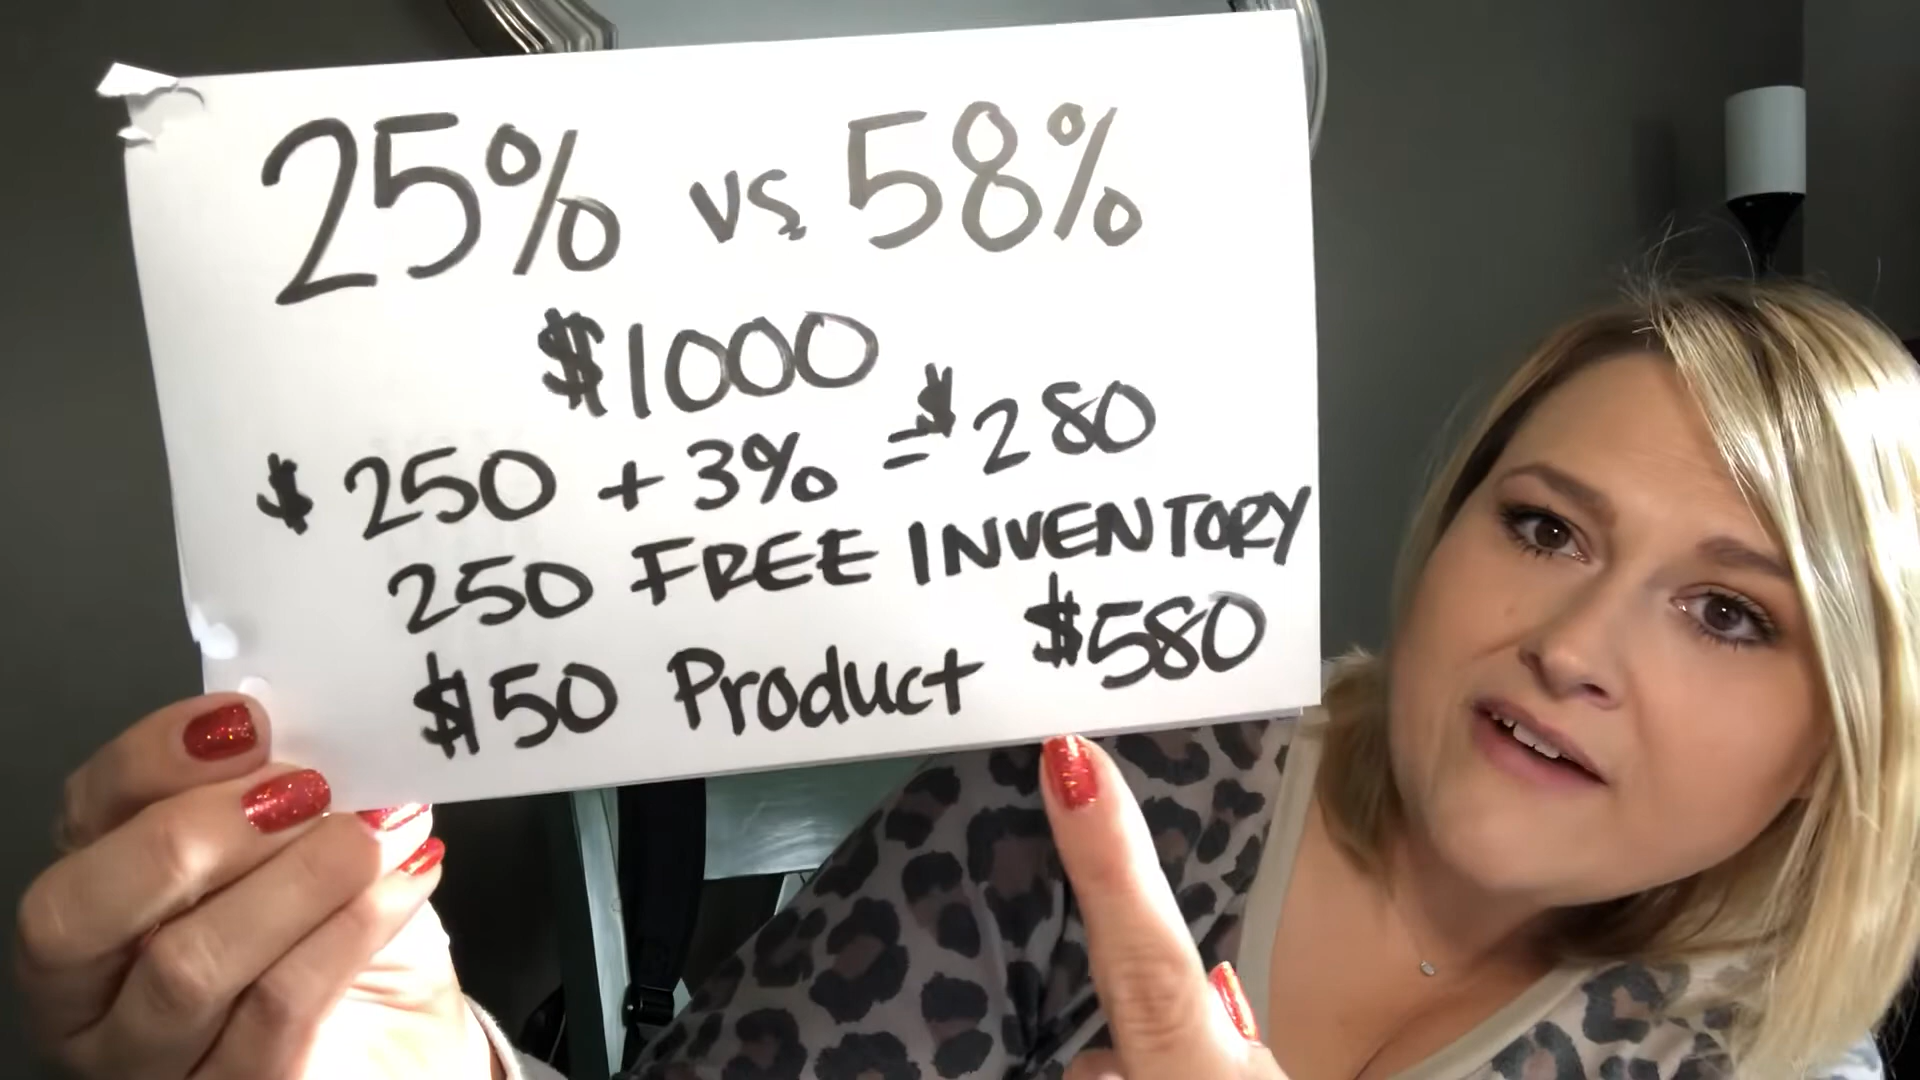 25% vs 58%
$1000
$250 + 3% = $280
250 FREE INVENTORY
$50 Product $580